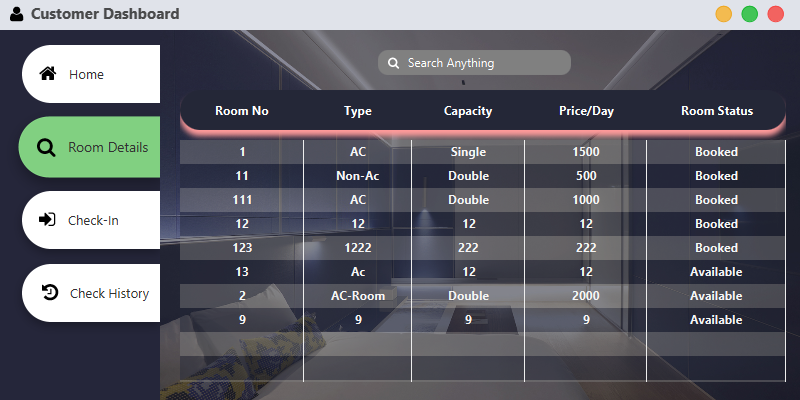 Customer Dashboard
Home
Room Details
Check-In
Check History
Search Anything
Room No Type Capacity Price/Day Room Status
1 AC Single 1500 Booked
11 Non-Ac Double 500 Booked
111 AC Double 1000 Booked
12 12 12 12 Booked
123 1222 222 222 Booked
13 Ac 12 12 Available
2 AC-Room Double 2000 Available
9 9 9 9 Available